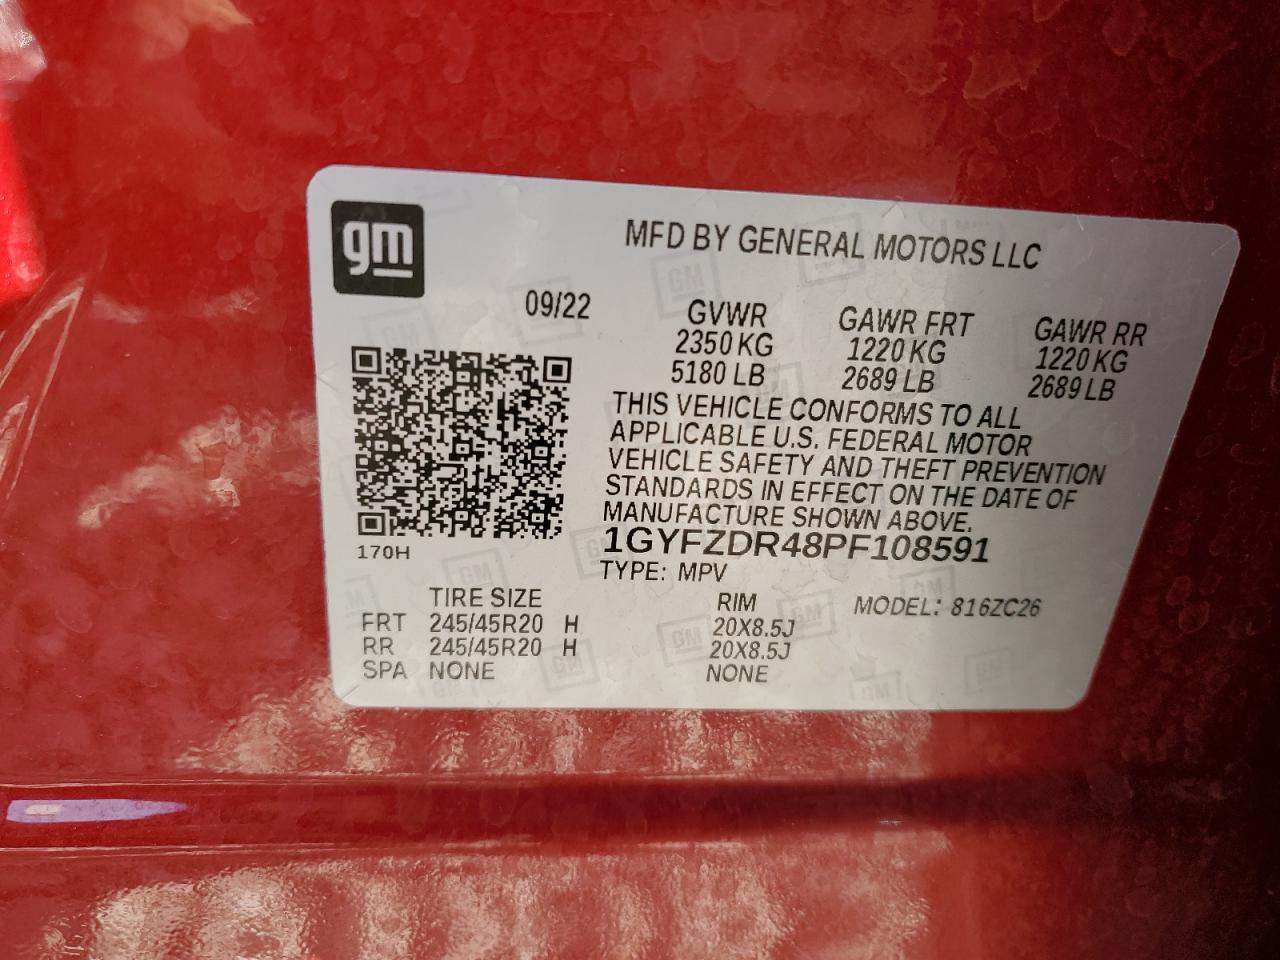 gm
MFD BY GENERAL MOTORS LLC
09/22
GVWR GAWR FRT GAWR RR
2350 KG 1220 KG 1220 KG
5180 LB 2689 LB 2689 LB
THIS VEHICLE CONFORMS TO ALL
APPLICABLE U.S. FEDERAL MOTOR
VEHICLE SAFETY AND THEFT PREVENTION
STANDARDS IN EFFECT ON THE DATE OF
MANUFACTURE SHOWN ABOVE.
170H
1GYFZDR48PF108591
TYPE: MPV
TIRE SIZE RIM MODEL: 816ZC26
FRT 245/45R20 H 20X8.5J
RR 245/45R20 H 20X8.5J
SPA NONE NONE